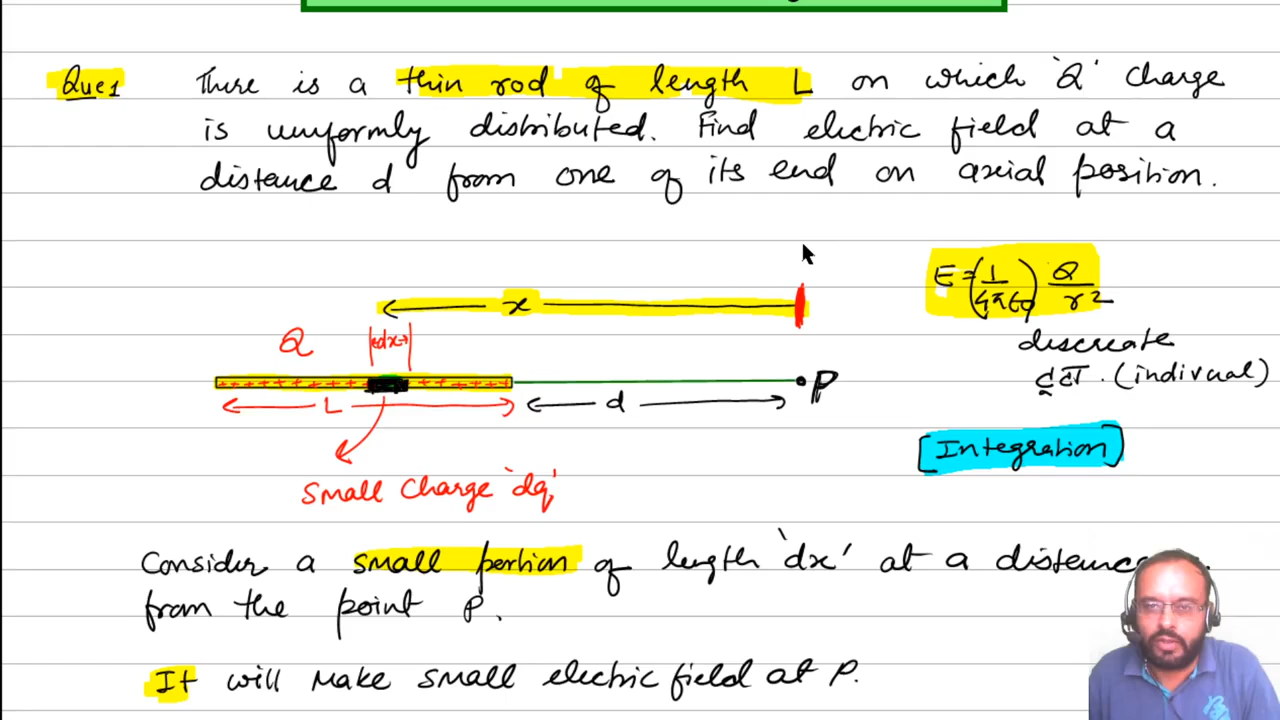 Ques 1 There is a thin rod of length L on which 'Q' charge
is uniformly distributed. Find electric field at a
distance d from one of its end on axial position.
x
E = (1/4πε0) Q/r2
Q
dx
discreate
(indivual)
P
L
d
[Integration]
Small Charge 'dq'
Consider a small portion of length 'dx' at a distance
from the point P.
It will make small electric field at P.